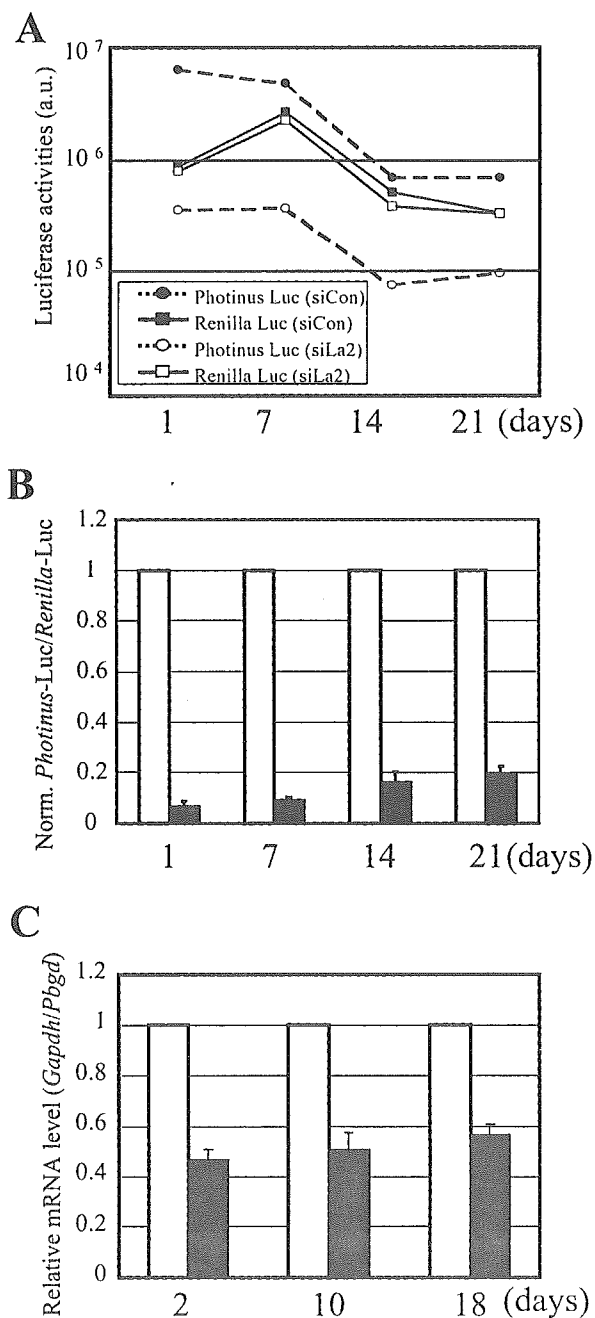 A
Luciferase activities (a.u.)
10^7
10^6
10^5
10^4
Photinus Luc (siCon)
Renilla Luc (siCon)
Photinus Luc (siLa2)
Renilla Luc (siLa2)
1 7 14 21 (days)
B
Norm. Photinus-Luc/Renilla-Luc
1.2
1
0.8
0.6
0.4
0.2
0
1 7 14 21 (days)
C
Relative mRNA level (Gapdh/Pbgd)
1.2
1
0.8
0.6
0.4
0.2
0
2 10 18 (days)